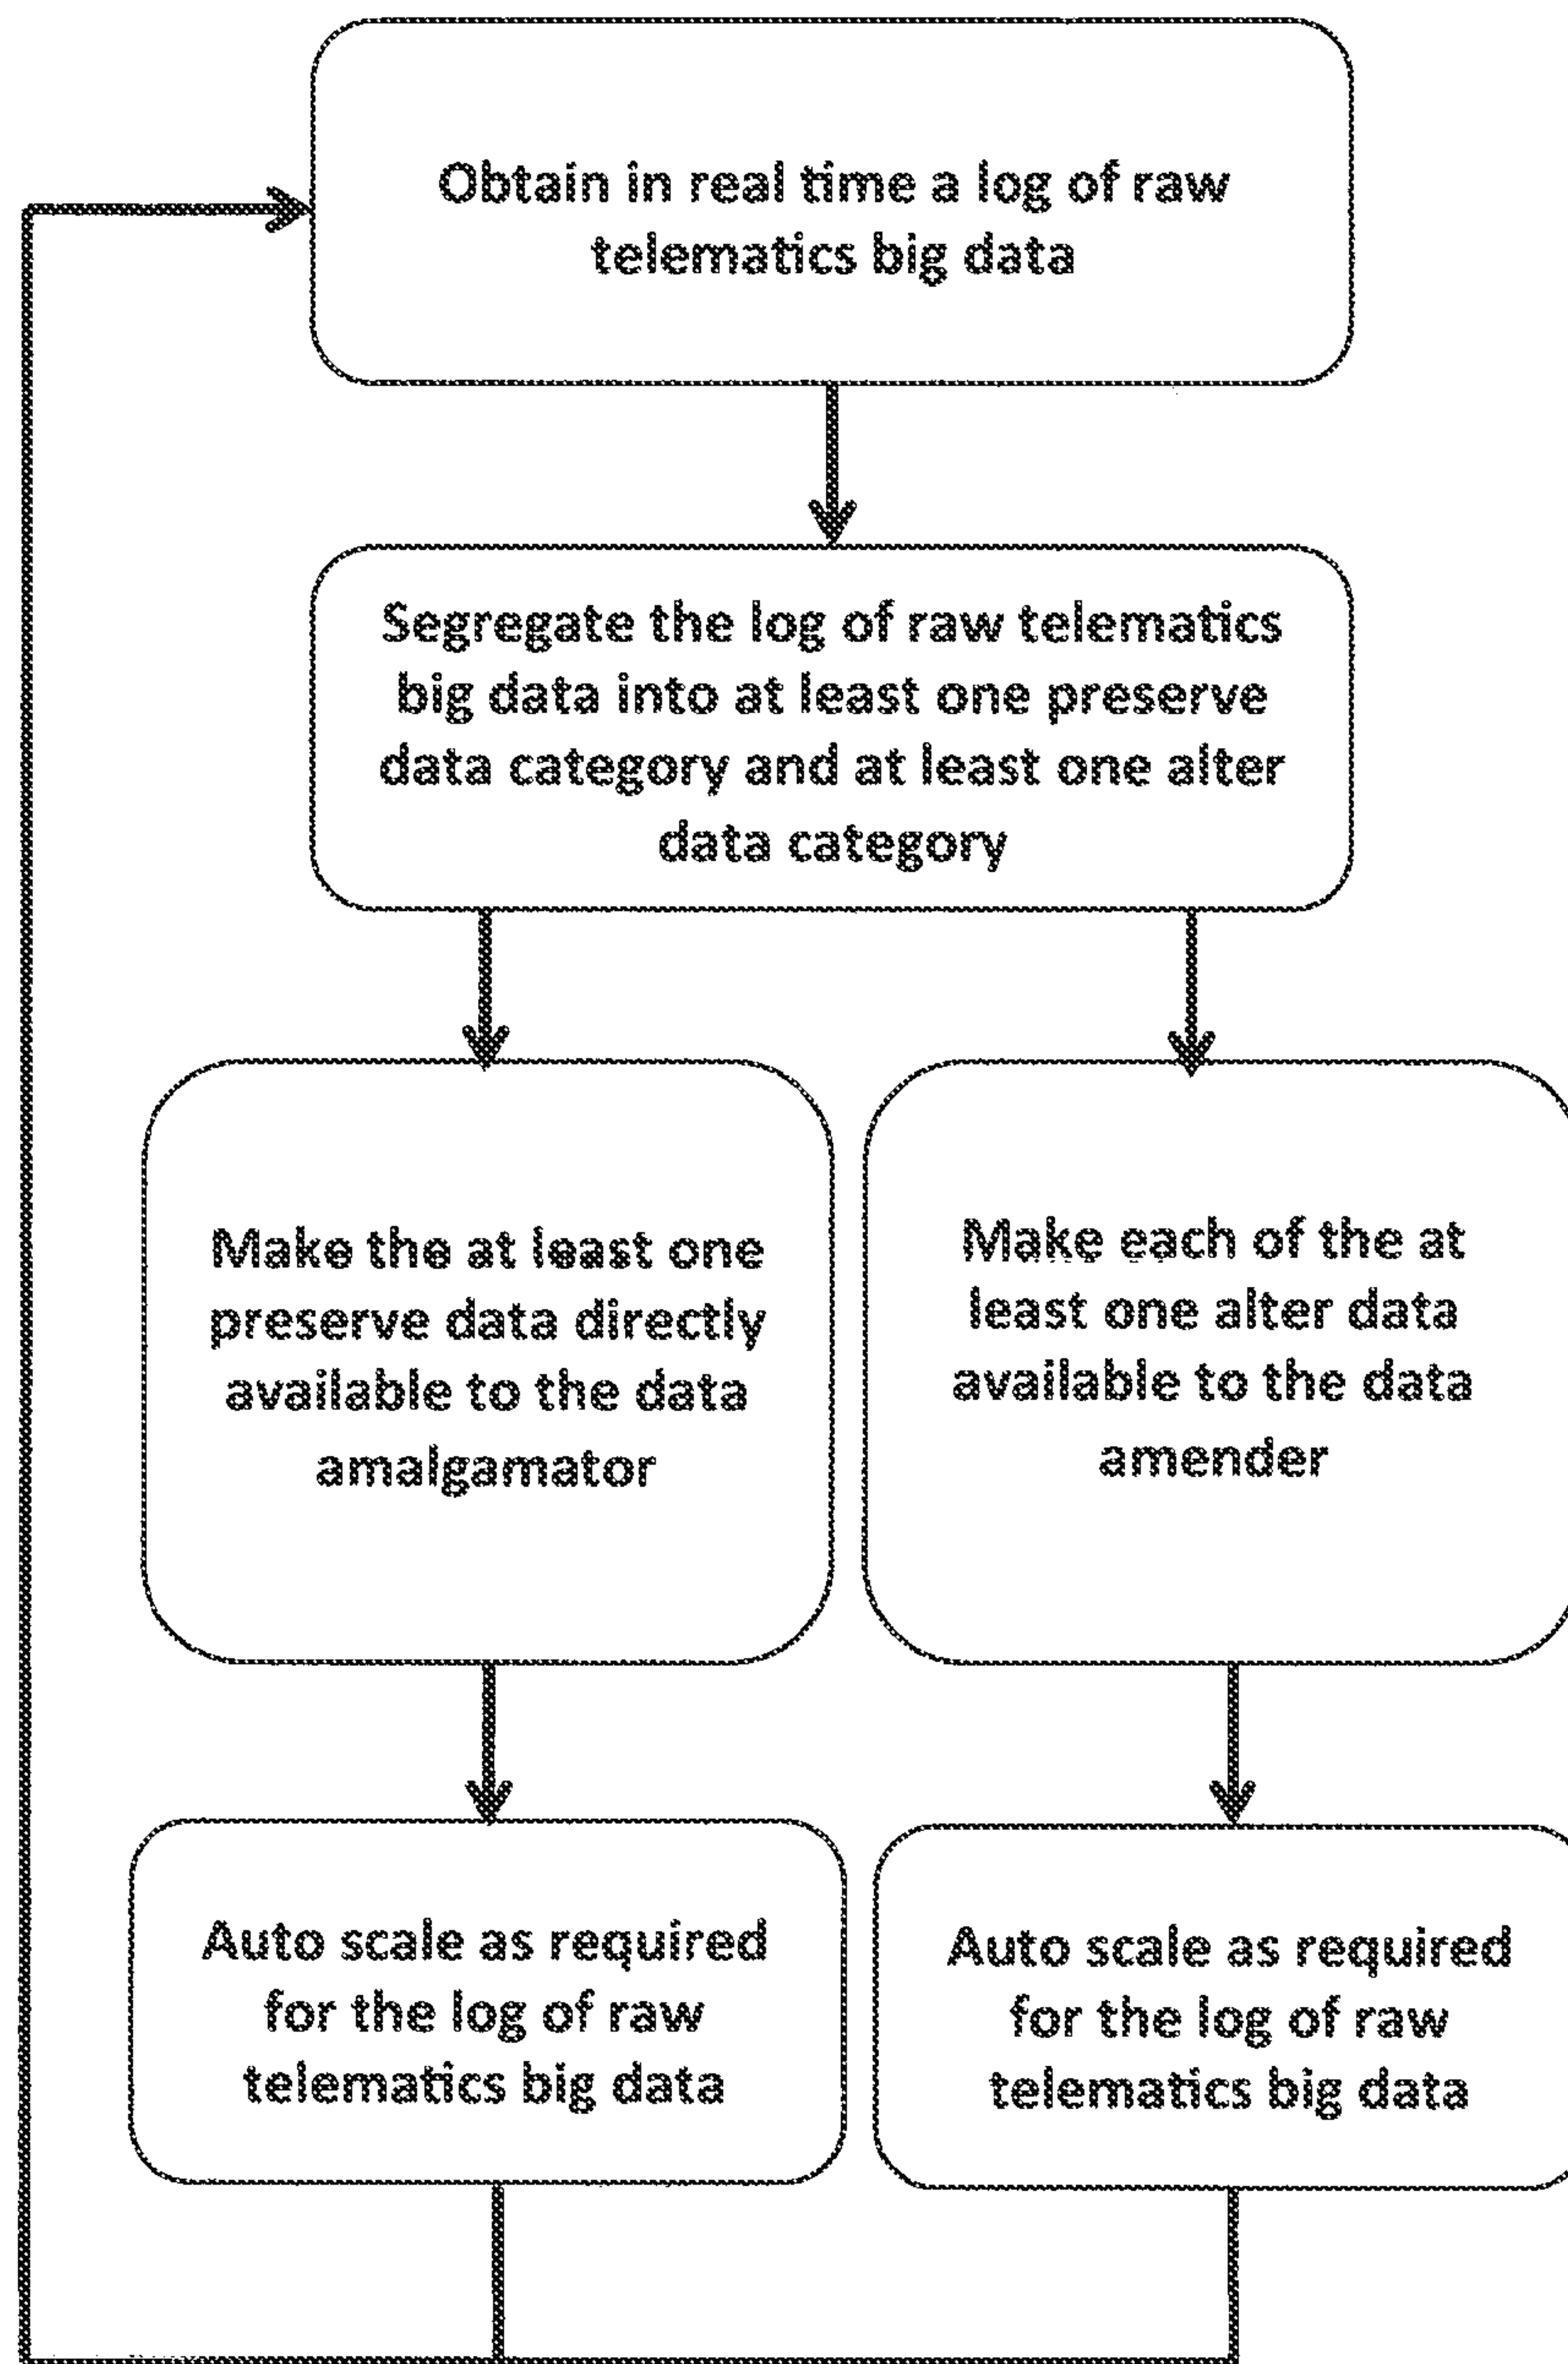 Obtain in real time a log of raw
telematics big data
Segregate the log of raw telematics
big data into at least one preserve
data category and at least one alter
data category
Make the at least one
preserve data directly
available to the data
amalgamator
Make each of the at
least one alter data
available to the data
amender
Auto scale as required
for the log of raw
telematics big data
Auto scale as required
for the log of raw
telematics big data